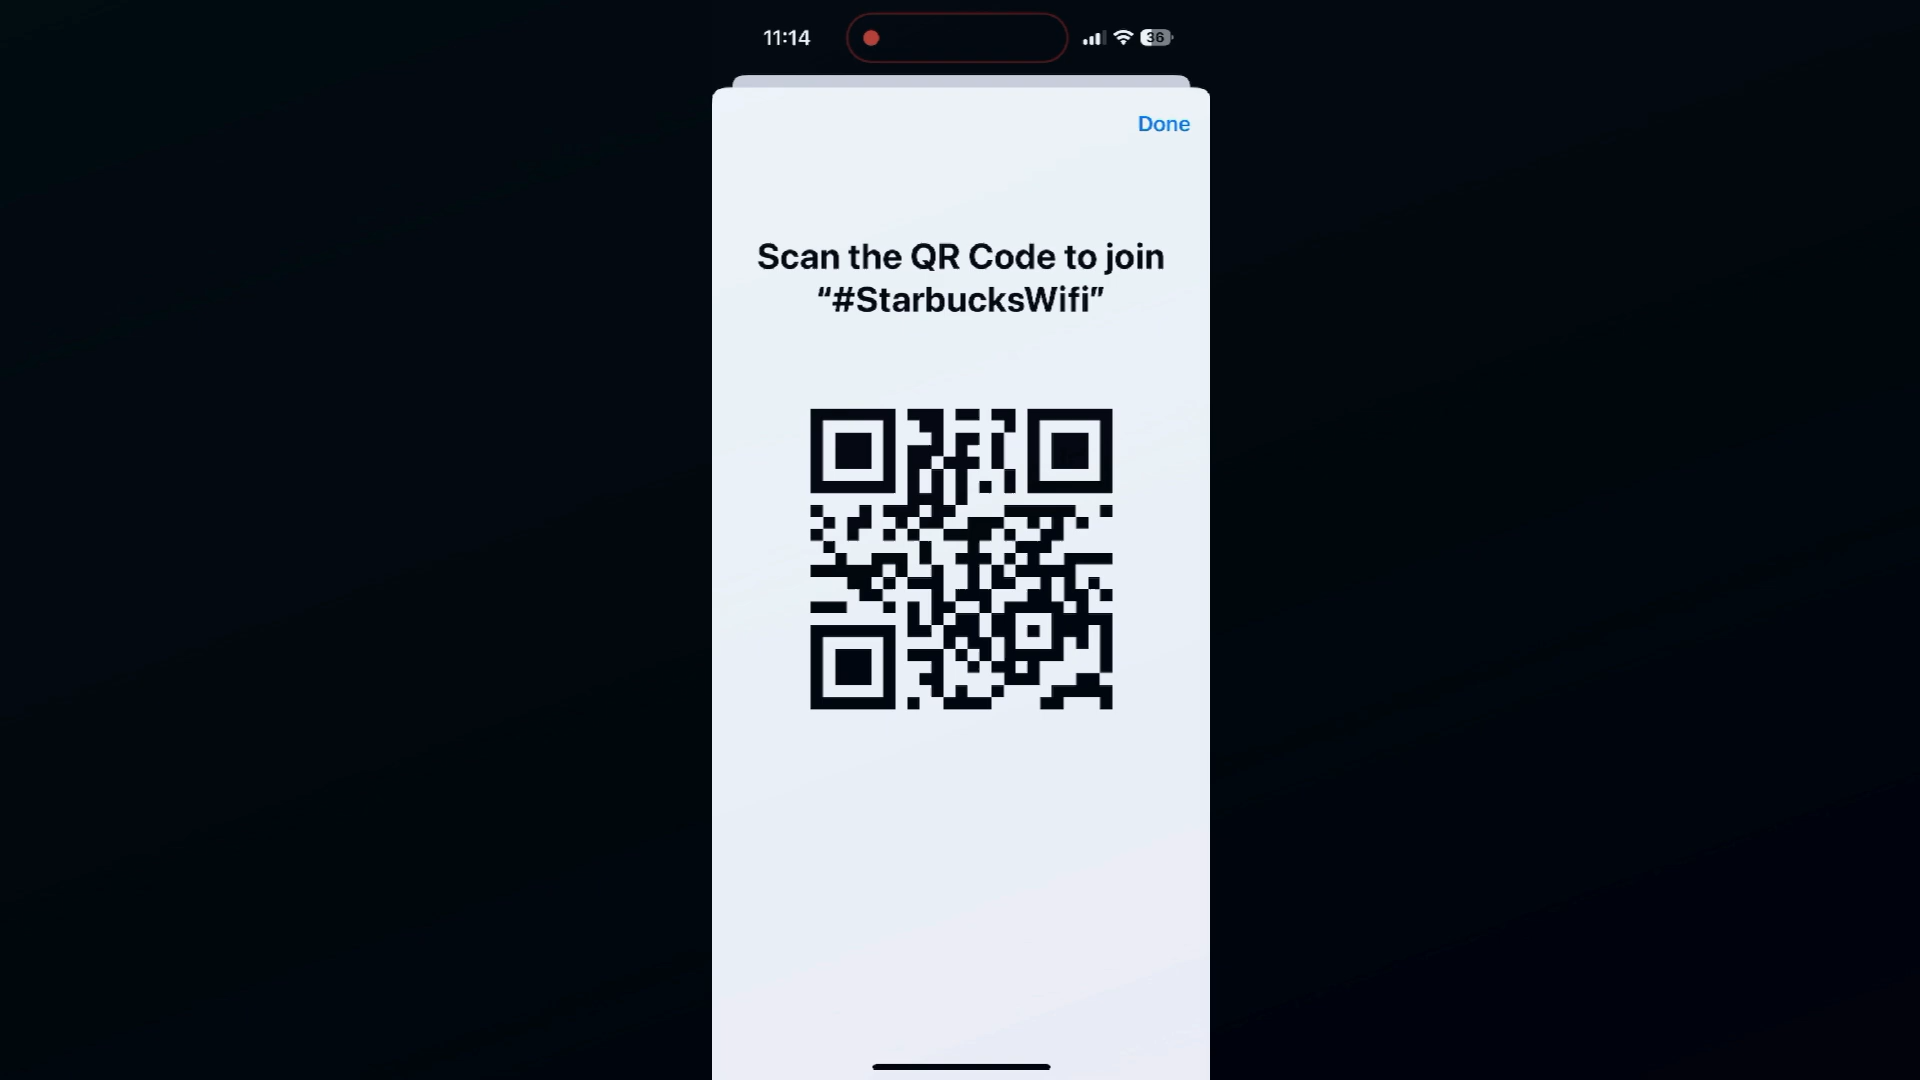 11:14
36
Done
Scan the QR Code to join
“#StarbucksWifi”